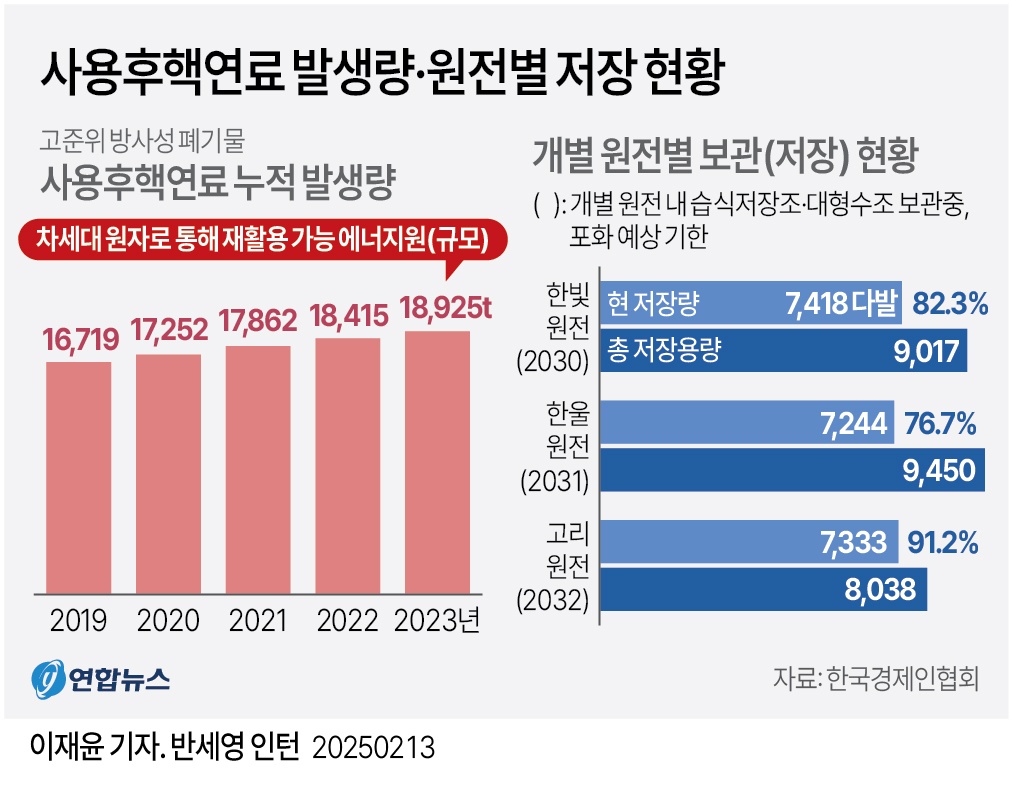 사용후핵연료 발생량·원전별 저장 현황
고준위 방사성 폐기물
사용후핵연료 누적 발생량
차세대 원자로 통해 재활용 가능 에너지원(규모)
16,719
17,252
17,862
18,415
18,925t
2019
2020
2021
2022
2023년
개별 원전별 보관(저장) 현황
( ): 개별 원전 내 습식저장조·대형수조 보관중,
포화 예상 기한
한빛
원전
(2030)
현 저장량 7,418 다발 82.3%
총 저장용량 9,017
한울
원전
(2031)
7,244 76.7%
9,450
고리
원전
(2032)
7,333 91.2%
8,038
연합뉴스
자료: 한국경제인협회
이재윤 기자. 반세영 인턴 20250213